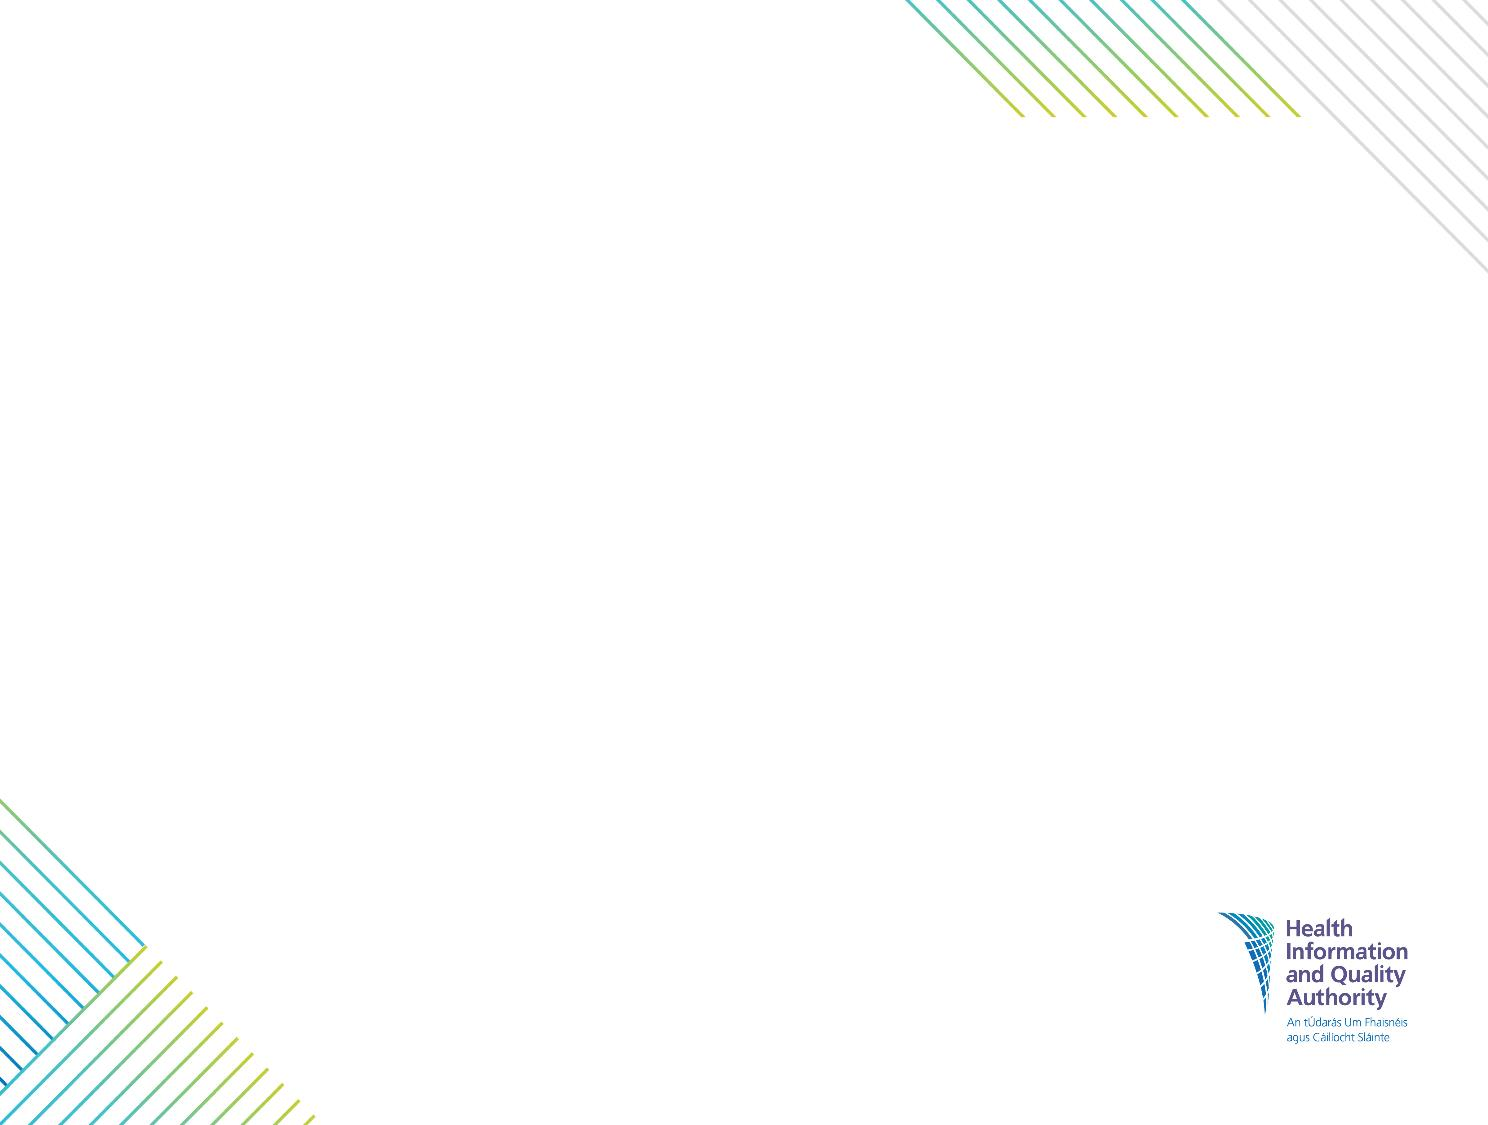 Health
Information
and Quality
Authority
An tÚdarás Um Fhaisnéis
agus Cáilíocht Sláinte